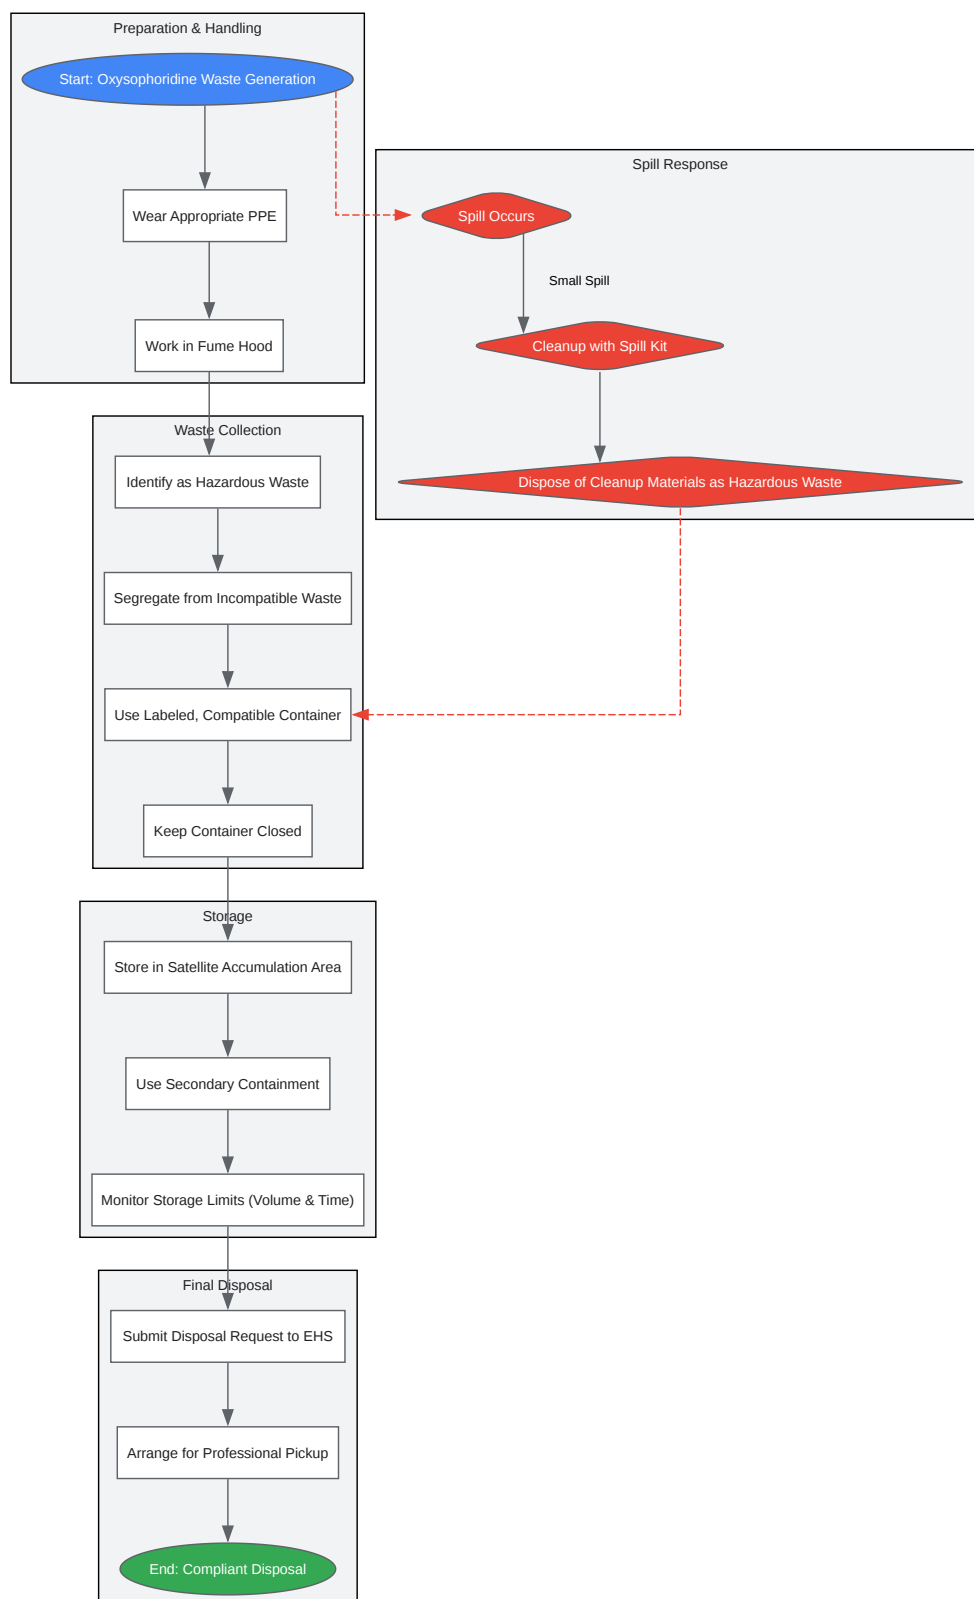 Preparation & Handling
Start: Oxysophoridine Waste Generation
Wear Appropriate PPE
Work in Fume Hood
Spill Response
Spill Occurs
Small Spill
Cleanup with Spill Kit
Dispose of Cleanup Materials as Hazardous Waste
Waste Collection
Identify as Hazardous Waste
Segregate from Incompatible Waste
Use Labeled, Compatible Container
Keep Container Closed
Storage
Store in Satellite Accumulation Area
Use Secondary Containment
Monitor Storage Limits (Volume & Time)
Final Disposal
Submit Disposal Request to EHS
Arrange for Professional Pickup
End: Compliant Disposal